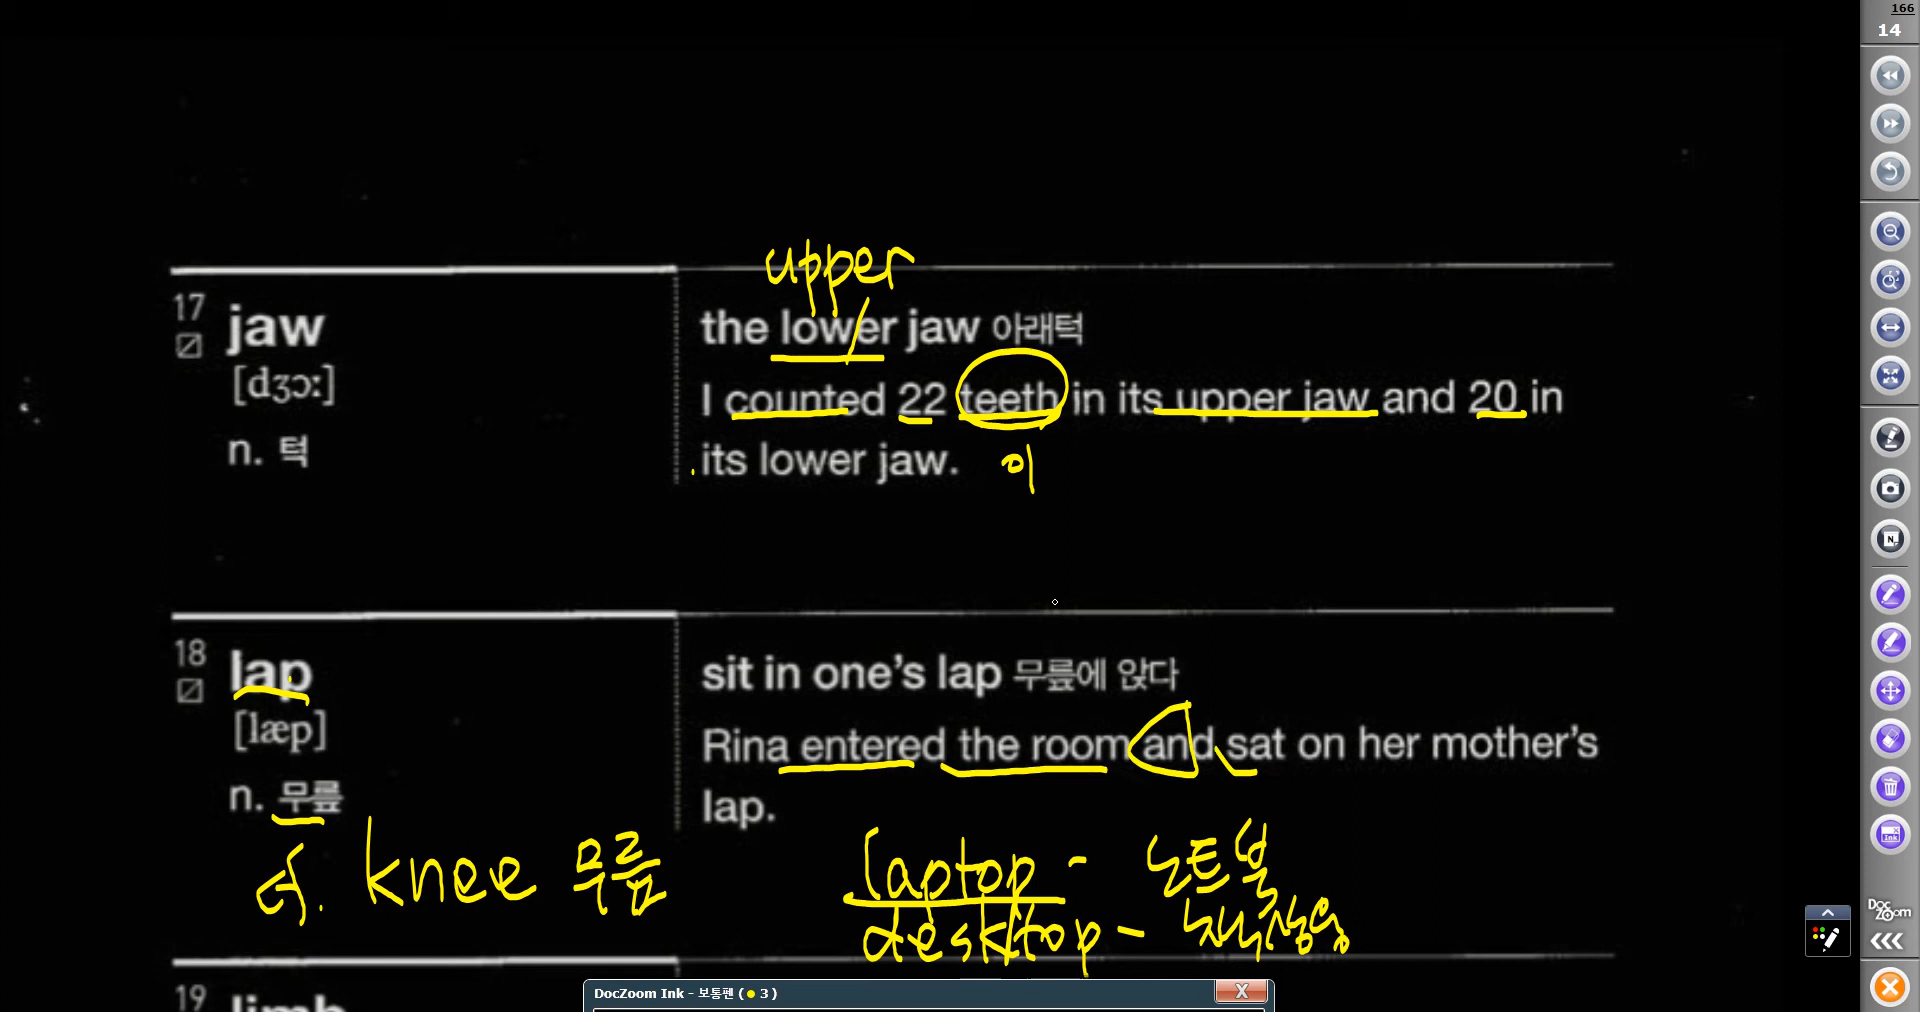 166
14
upper
17
jaw
the lower jaw 아래턱
[dʒɔː]
I counted 22 teeth in its upper jaw and 20 in
n. 턱
its lower jaw.
이
18
lap
sit in one's lap 무릎에 앉다
[læp]
Rina entered the room and sat on her mother's
n. 무릎
lap.
cf. knee 무릎
laptop - 노트북
desktop -
19
limb
DocZoom Ink - 보통펜 ( 3 )
X
N
Ink
DocZoom